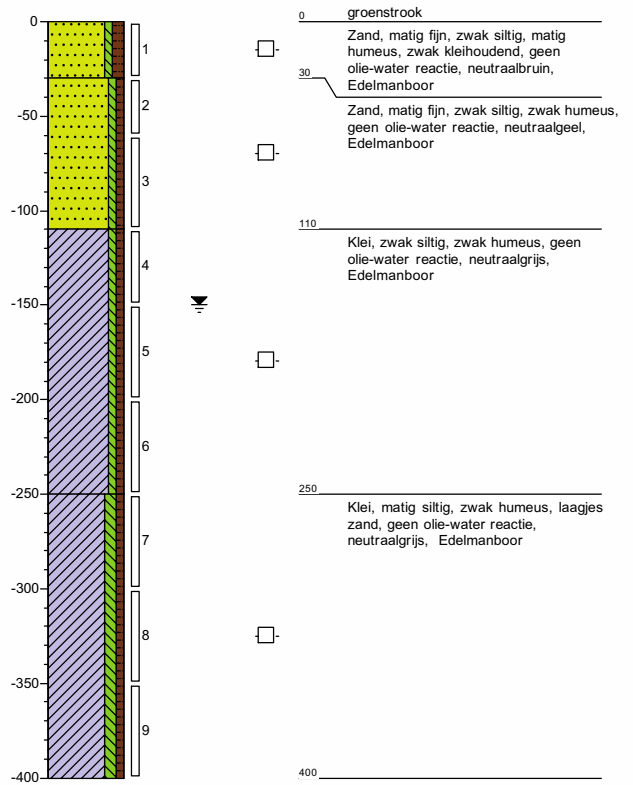 0
-50
-100
-150
-200
-250
-300
-350
-400
1
2
3
4
5
6
7
8
9
0
groenstrook
Zand, matig fijn, zwak siltig, matig
humeus, zwak kleihoudend, geen
olie-water reactie, neutraalbruin,
Edelmanboor
30
Zand, matig fijn, zwak siltig, zwak humeus,
geen olie-water reactie, neutraalgeel,
Edelmanboor
110
Klei, zwak siltig, zwak humeus, geen
olie-water reactie, neutraalgrijs,
Edelmanboor
250
Klei, matig siltig, zwak humeus, laagjes
zand, geen olie-water reactie,
neutraalgrijs, Edelmanboor
400